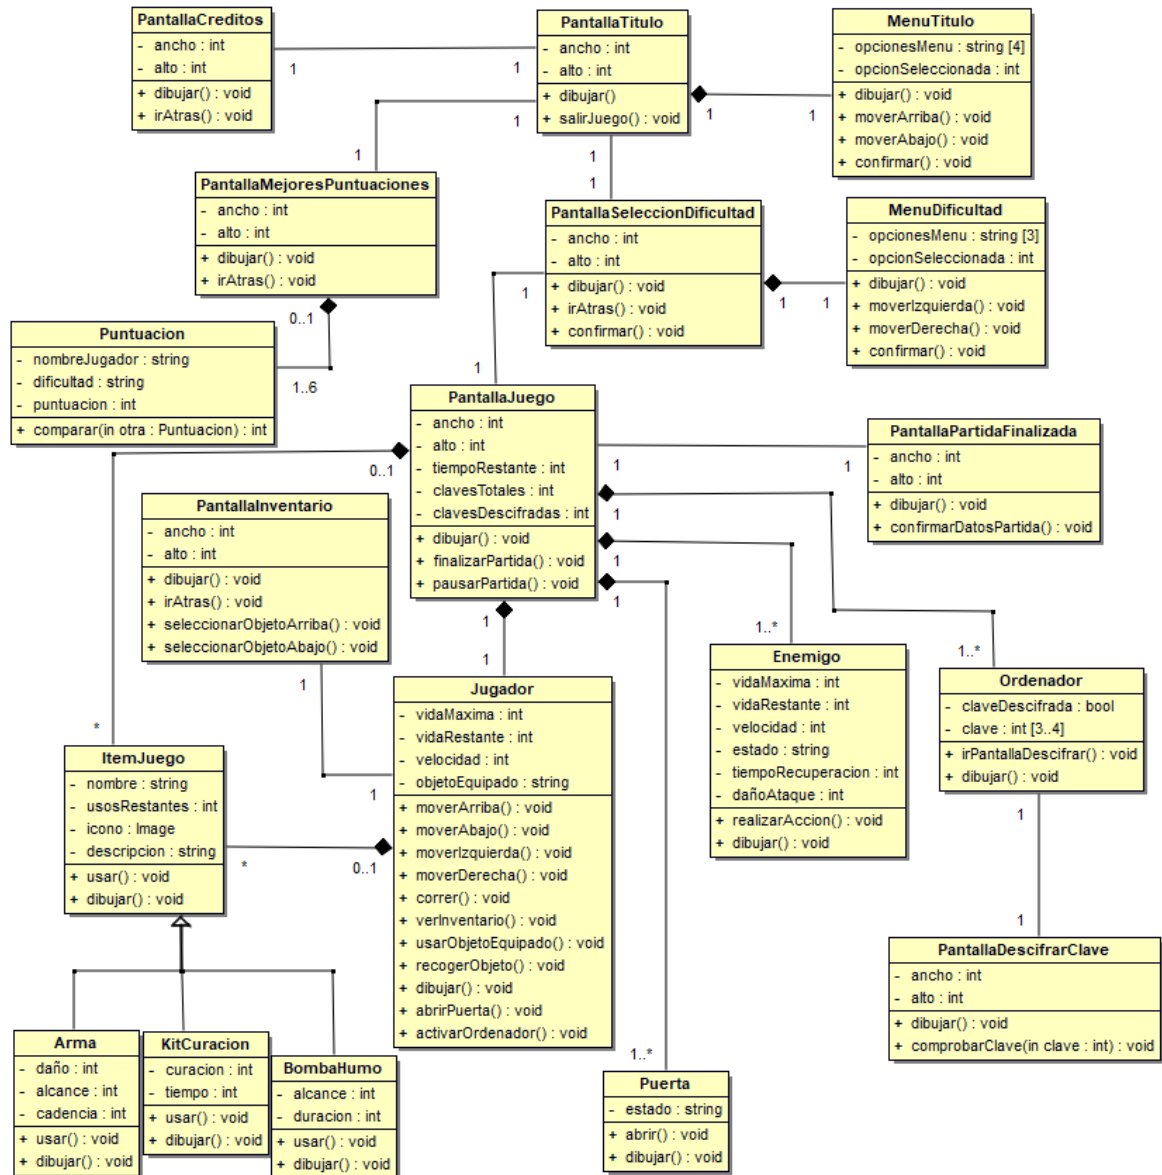 PantallaCreditos
- ancho : int
- alto : int
+ dibujar() : void
+ irAtras() : void
1
1
PantallaTitulo
- ancho : int
- alto : int
+ dibujar()
+ salirJuego() : void
1
1
1
1
MenuTitulo
- opcionesMenu : string [4]
- opcionSeleccionada : int
+ dibujar() : void
+ moverArriba() : void
+ moverAbajo() : void
+ confirmar() : void
1
1
PantallaMejoresPuntuaciones
- ancho : int
- alto : int
+ dibujar() : void
+ irAtras() : void
0..1
1
PantallaSeleccionDificultad
- ancho : int
- alto : int
+ dibujar() : void
+ irAtras() : void
+ confirmar() : void
1
1
1
MenuDificultad
- opcionesMenu : string [3]
- opcionSeleccionada : int
+ dibujar() : void
+ moverIzquierda() : void
+ moverDerecha() : void
+ confirmar() : void
Puntuacion
- nombreJugador : string
- dificultad : string
- puntuacion : int
+ comparar(in otra : Puntuacion) : int
1..6
1
PantallaJuego
- ancho : int
- alto : int
- tiempoRestante : int
- clavesTotales : int
- clavesDescifradas : int
+ dibujar() : void
+ finalizarPartida() : void
+ pausarPartida() : void
0..1
1
1
1
1
1
1
PantallaPartidaFinalizada
- ancho : int
- alto : int
+ dibujar() : void
+ confirmarDatosPartida() : void
PantallaInventario
- ancho : int
- alto : int
+ dibujar() : void
+ irAtras() : void
+ seleccionarObjetoArriba() : void
+ seleccionarObjetoAbajo() : void
1
1
1..*
1..*
Jugador
- vidaMaxima : int
- vidaRestante : int
- velocidad : int
- objetoEquipado : string
+ moverArriba() : void
+ moverAbajo() : void
+ moverIzquierda() : void
+ moverDerecha() : void
+ correr() : void
+ verInventario() : void
+ usarObjetoEquipado() : void
+ recogerObjeto() : void
+ dibujar() : void
+ abrirPuerta() : void
+ activarOrdenador() : void
Enemigo
- vidaMaxima : int
- vidaRestante : int
- velocidad : int
- estado : string
- tiempoRecuperacion : int
- dañoAtaque : int
+ realizarAccion() : void
+ dibujar() : void
Ordenador
- claveDescifrada : bool
- clave : int [3..4]
+ irPantallaDescifrar() : void
+ dibujar() : void
*
ItemJuego
- nombre : string
- usosRestantes : int
- icono : Image
- descripcion : string
+ usar() : void
+ dibujar() : void
1
*
0..1
1
1
PantallaDescifrarClave
- ancho : int
- alto : int
+ dibujar() : void
+ comprobarClave(in clave : int) : void
Arma
- daño : int
- alcance : int
- cadencia : int
+ usar() : void
+ dibujar() : void
KitCuracion
- curacion : int
- tiempo : int
+ usar() : void
+ dibujar() : void
BombaHumo
- alcance : int
- duracion : int
+ usar() : void
+ dibujar() : void
1..*
Puerta
- estado : string
+ abrir() : void
+ dibujar() : void